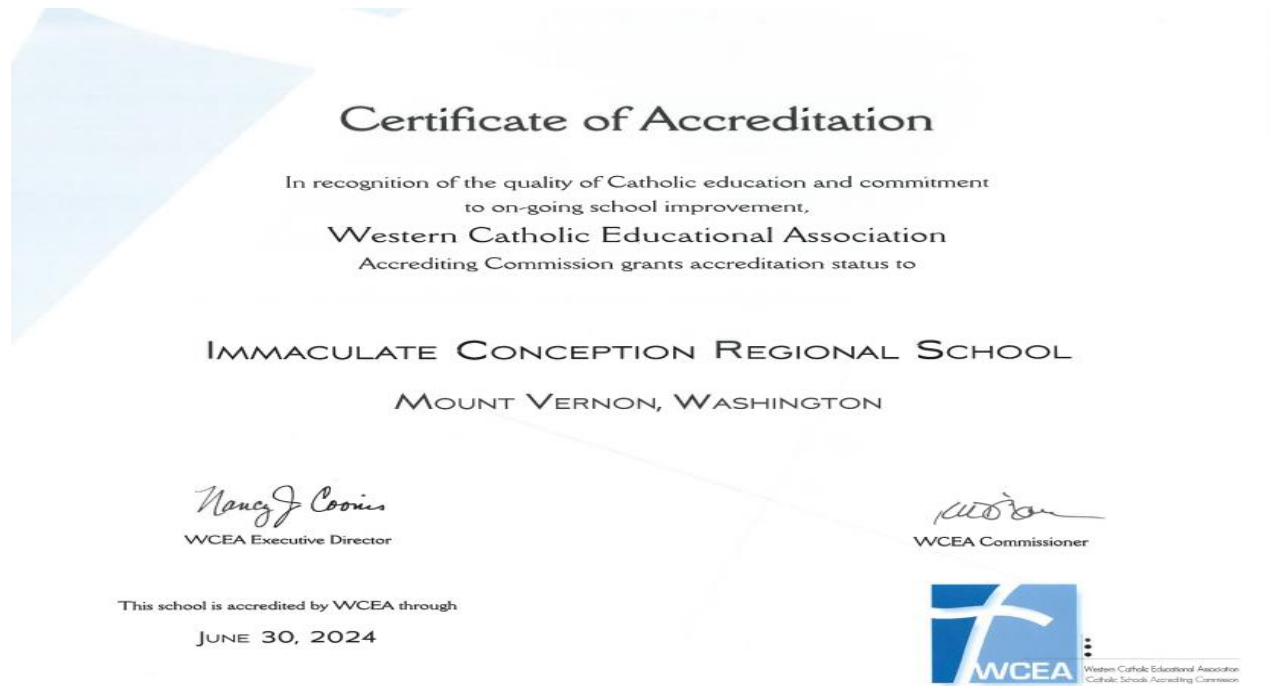 Certificate of Accreditation
In recognition of the quality of Catholic education and commitment
to on-going school improvement,
Western Catholic Educational Association
Accrediting Commission grants accreditation status to
IMMACULATE CONCEPTION REGIONAL SCHOOL
MOUNT VERNON, WASHINGTON
Nancy J Coonis
WCEA Executive Director
WCEA Commissioner
This school is accredited by WCEA through
JUNE 30, 2024
WCEA
Western Catholic Educational Association
Catholic Schools Accrediting Commission